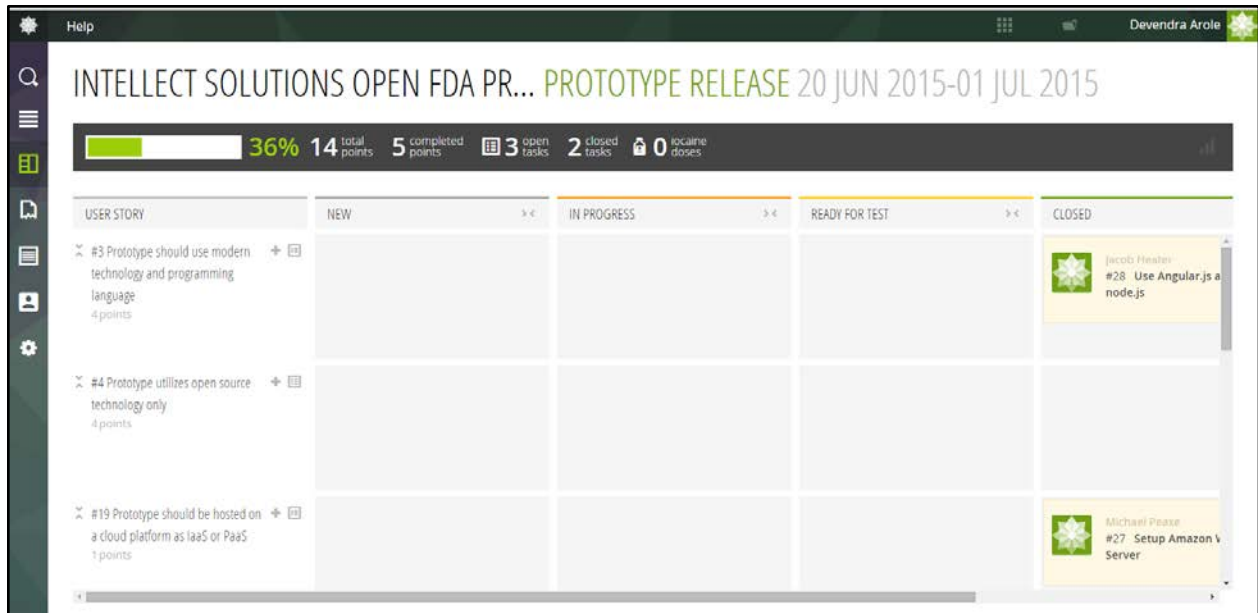 Help
Devendra Arole
INTELLECT SOLUTIONS OPEN FDA PR... PROTOTYPE RELEASE 20 JUN 2015-01 JUL 2015
36% 14 total points 5 completed points 3 open tasks 2 closed tasks 0 iocaine doses
USER STORY NEW IN PROGRESS READY FOR TEST CLOSED
#3 Prototype should use modern
technology and programming
language
4 points
Jacob Heater
#28 Use Angular.js a
node.js
#4 Prototype utilizes open source
technology only
4 points
#19 Prototype should be hosted on
a cloud platform as IaaS or PaaS
1 points
Michael
#27 Setup Amazon
Server